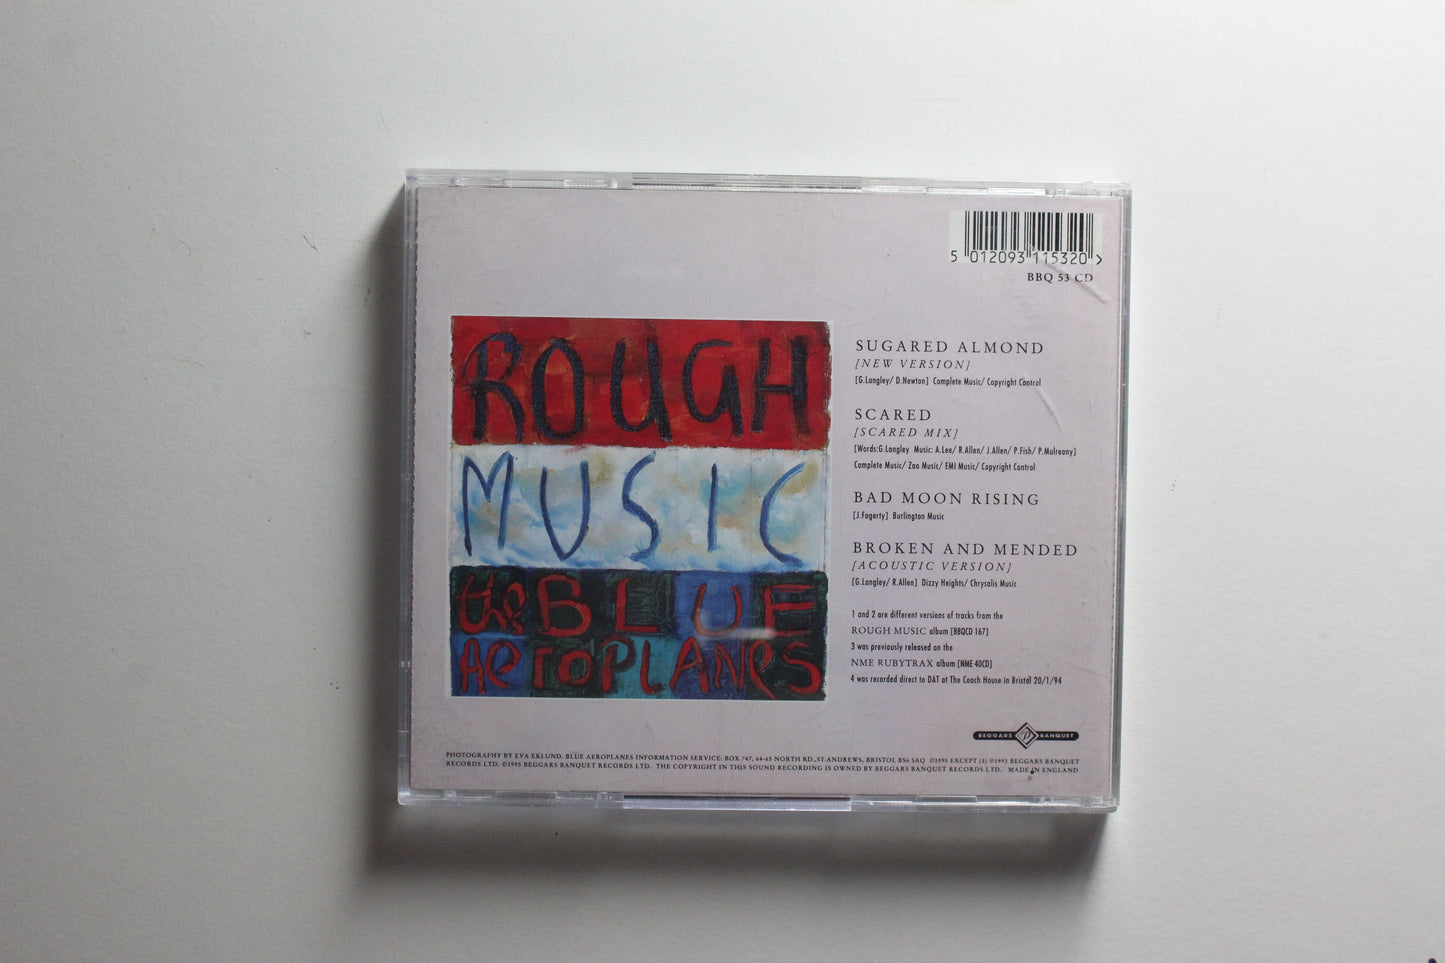 5 012093 115320 >
BBQ 53 CD
ROUGH
MUSIC
the BLUE
AeroplAnes
SUGARED ALMOND
[NEW VERSION]
[G.Langley/ D.Newton] Complete Music/ Copyright Control
SCARED
[SCARED MIX]
[Words:G.Langley Music: A.Lee/ R.Allen/ J.Allen/ P.Fish/ P.Mulreany]
Complete Music/ Zoo Music/ EMI Music/ Copyright Control
BAD MOON RISING
[J.Fogerty] Burlington Music
BROKEN AND MENDED
[ACOUSTIC VERSION]
[G.Langley/ R.Allen] Dizzy Heights/ Chrysalis Music
1 and 2 are different versions of tracks from the
ROUGH MUSIC album [BBQCD 167]
3 was previously released on the
NME RUBYTRAX album [NME 40CD]
4 was recorded direct to DAT at The Coach House in Bristol 20/1/94
BEGGARS BANQUET
PHOTOGRAPHY BY EVA EKLUND. BLUE AEROPLANES INFORMATION SERVICE: BOX 747, 64-65 NORTH RD.,ST.ANDREWS, BRISTOL BS6 5AQ ©1995 EXCEPT (3) ©1993 BEGGARS BANQUET
RECORDS LTD. ©1995 BEGGARS BANQUET RECORDS LTD. THE COPYRIGHT IN THIS SOUND RECORDING IS OWNED BY BEGGARS BANQUET RECORDS LTD. MADE IN ENGLAND